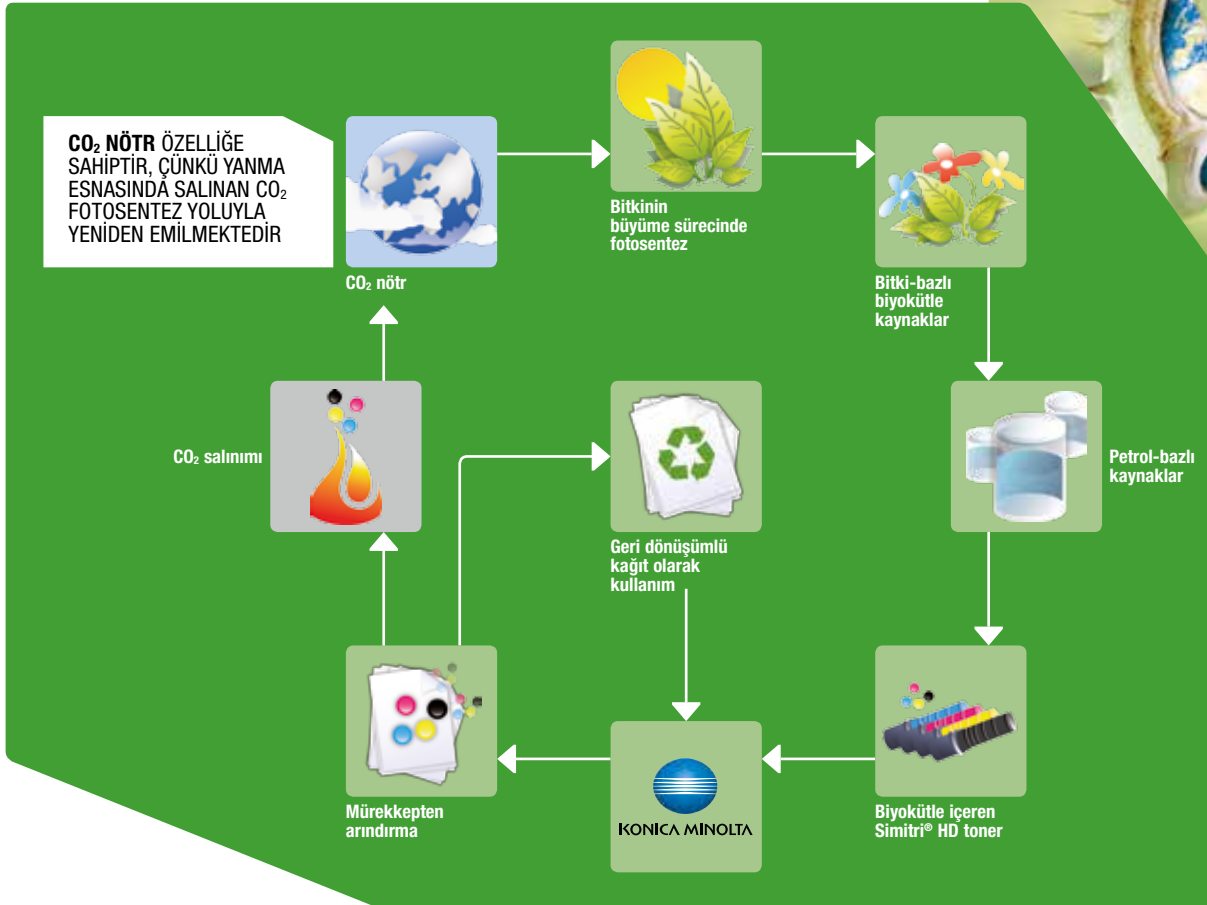 CO₂ NÖTR ÖZELLİĞE
SAHİPTİR, ÇÜNKÜ YANMA
ESNASINDA SALINAN CO₂
FOTOSENTEZ YOLUYLA
YENİDEN EMİLMEKTEDİR
CO₂ nötr
Bitkinin
büyüme sürecinde
fotosentez
Bitki-bazlı
biyokütle
kaynaklar
CO₂ salınımı
Geri dönüşümlü
kağıt olarak
kullanım
Petrol-bazlı
kaynaklar
Mürekkepten
arındırma
KONICA MINOLTA
Biyokütle içeren
Simitri® HD toner